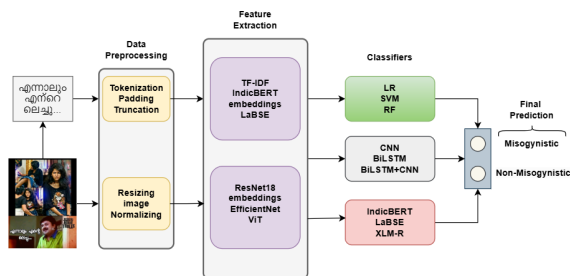 Feature
Extraction
Data
Preprocessing
Classifiers
Final
Prediction
എന്നാലും
എന്റെ
ലെച്ചൂ...
Tokenization
Padding
Truncation
Resizing
image
Normalizing
TF-IDF
IndicBERT
embeddings
LaBSE
ResNet18
embeddings
EfficientNet
ViT
LR
SVM
RF
CNN
BiLSTM
BiLSTM+CNN
IndicBERT
LaBSE
XLM-R
Misogynistic
Non-Misogynistic